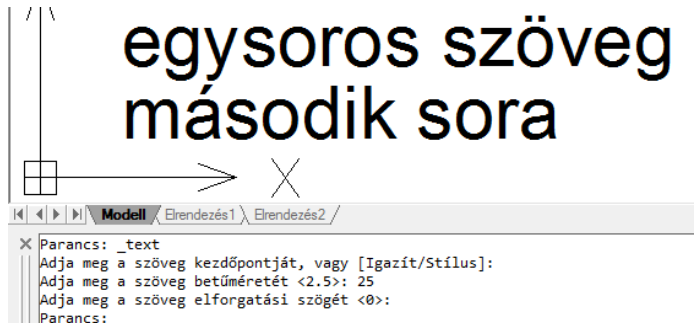 egysoros szöveg
második sora
X
Modell Elrendezés1 Elrendezés2
Parancs: _text
Adja meg a szöveg kezdőpontját, vagy [Igazít/Stílus]:
Adja meg a szöveg betűméretét <2.5>: 25
Adja meg a szöveg elforgatási szögét <0>:
Parancs: